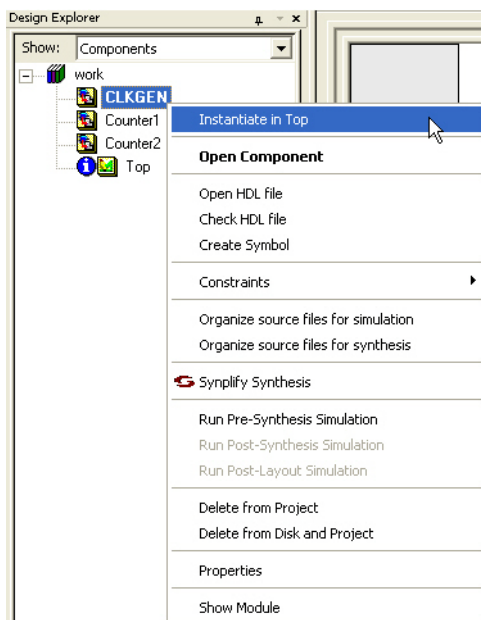 Design Explorer
Show: Components
work
CLKGEN
Counter1
Counter2
Top
Instantiate in Top
Open Component
Open HDL file
Check HDL file
Create Symbol
Constraints
Organize source files for simulation
Organize source files for synthesis
Synplify Synthesis
Run Pre-Synthesis Simulation
Run Post-Synthesis Simulation
Run Post-Layout Simulation
Delete from Project
Delete from Disk and Project
Properties
Show Module